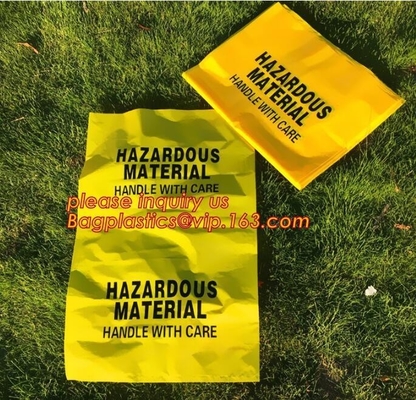 HAZARDOUS
MATERIAL
HANDLE WITH CARE
HAZARDOUS
MATERIAL
HANDLE WITH CARE
please inquiry us
Bagplastics@vip.163.com
HAZARDOUS
MATERIAL
HANDLE WITH CARE